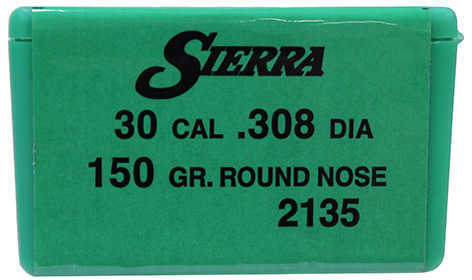 SIERRA
30 CAL .308 DIA
150 GR. ROUND NOSE
2135